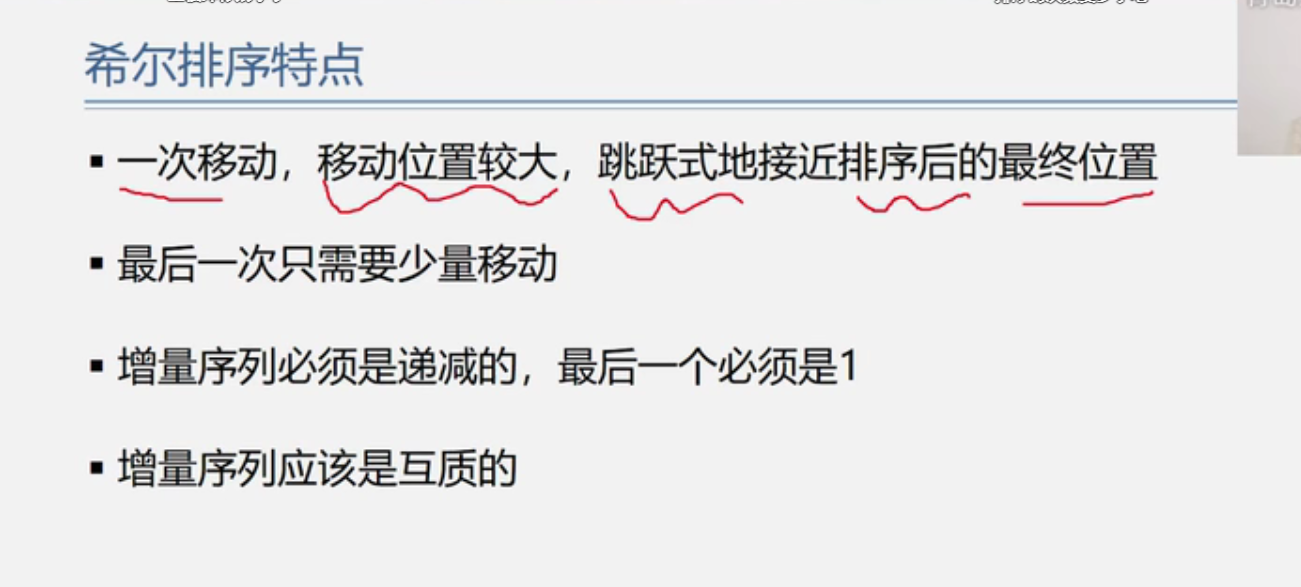 希尔排序特点
▪ 一次移动，移动位置较大，跳跃式地接近排序后的最终位置
▪ 最后一次只需要少量移动
▪ 增量序列必须是递减的，最后一个必须是1
▪ 增量序列应该是互质的